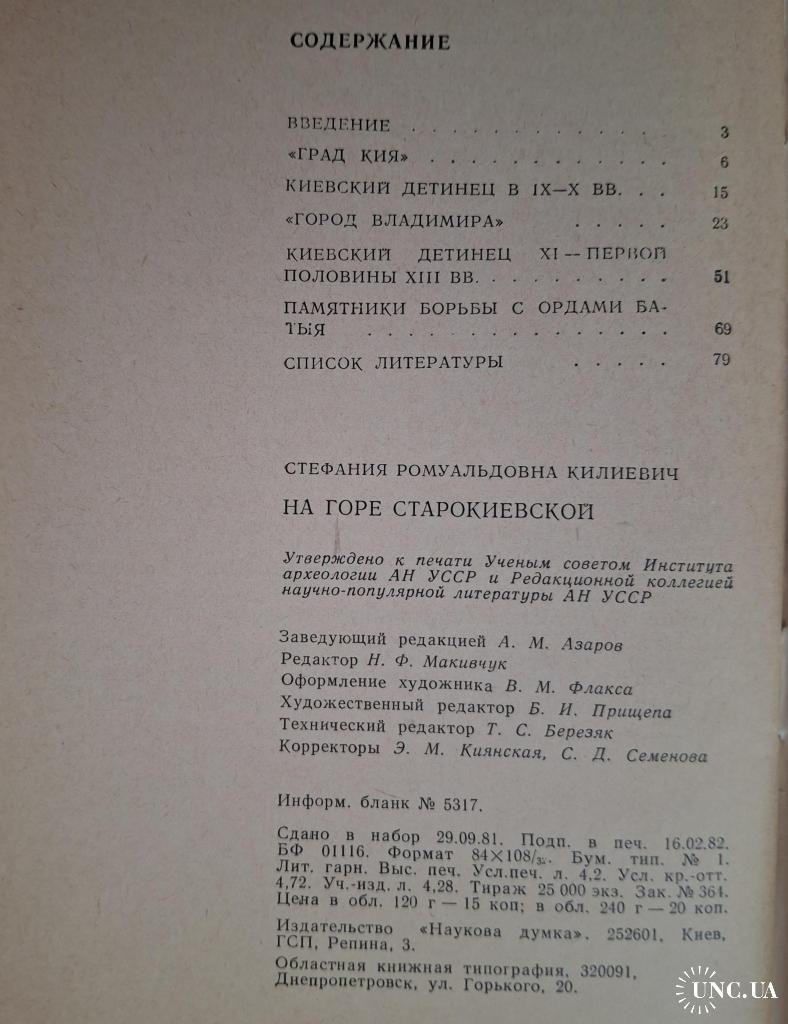 СОДЕРЖАНИЕ
ВВЕДЕНИЕ . . . . . . . . . . . . . 3
«ГРАД КИЯ» . . . . . . . . . . . . 6
КИЕВСКИЙ ДЕТИНЕЦ В IX—X ВВ. . . 15
«ГОРОД ВЛАДИМИРА» . . . . . 23
КИЕВСКИЙ ДЕТИНЕЦ XI — ПЕРВОЙ
ПОЛОВИНЫ XIII ВВ. . . . . . . . . . 51
ПАМЯТНИКИ БОРЬБЫ С ОРДАМИ БА-
ТЫЯ . . . . . . . . . . . . . . 69
СПИСОК ЛИТЕРАТУРЫ . . . . . 79
СТЕФАНИЯ РОМУАЛЬДОВНА КИЛИЕВИЧ
НА ГОРЕ СТАРОКИЕВСКОЙ
Утверждено к печати Ученым советом Института
археологии АН УССР и Редакционной коллегией
научно-популярной литературы АН УССР
Заведующий редакцией А. М. Азаров
Редактор Н. Ф. Макивчук
Оформление художника В. М. Флакса
Художественный редактор Б. И. Прищепа
Технический редактор Т. С. Березяк
Корректоры Э. М. Киянская, С. Д. Семенова
Информ. бланк № 5317.
Сдано в набор 29.09.81. Подп. в печ. 16.02.82.
БФ 01116. Формат 84×108/32. Бум. тип. № 1.
Лит. гарн. Выс. печ. Усл.печ. л. 4,2. Усл. кр.-отт.
4,72. Уч.-изд. л. 4,28. Тираж 25 000 экз. Зак. № 364.
Цена в обл. 120 г — 15 коп; в обл. 240 г — 20 коп.
Издательство «Наукова думка». 252601, Киев,
ГСП, Репина, 3.
Областная книжная типография, 320091,
Днепропетровск, ул. Горького, 20.
UNC.UA